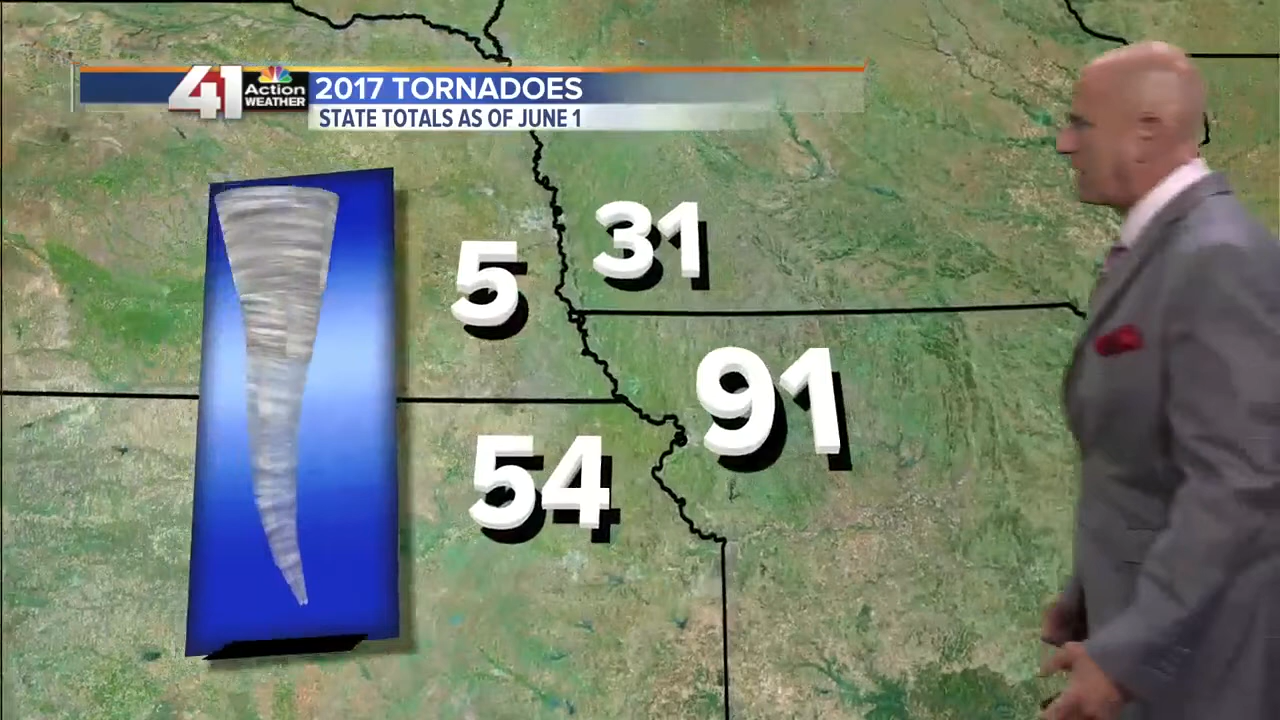 41 Action WEATHER
2017 TORNADOES
STATE TOTALS AS OF JUNE 1
5
31
91
54